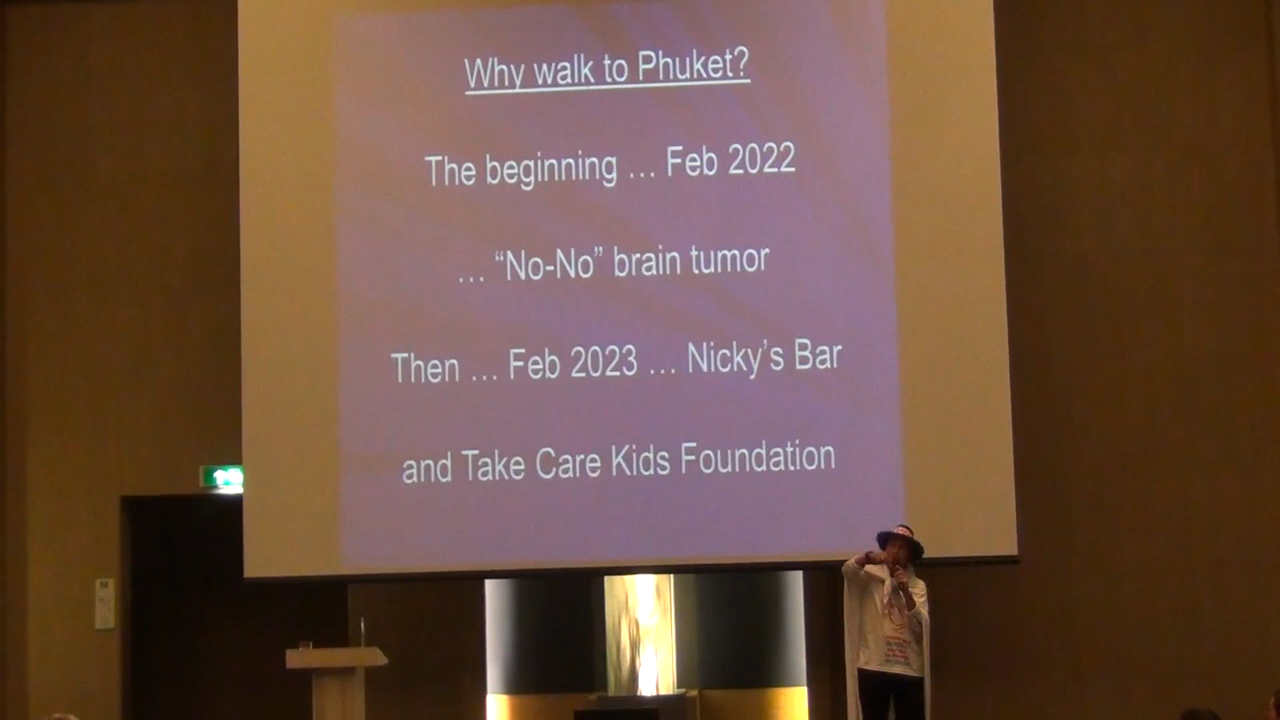 Why walk to Phuket?
The beginning … Feb 2022
… “No-No” brain tumor
Then … Feb 2023 … Nicky’s Bar
and Take Care Kids Foundation